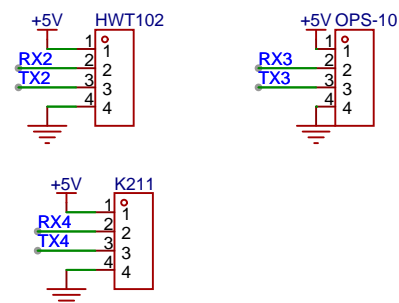 +5V HWT102
1 1
RX2 2 2
TX2 3 3
4 4
+5V OPS-10
1 1
RX3 2 2
TX3 3 3
4 4
+5V K211
1 1
RX4 2 2
TX4 3 3
4 4